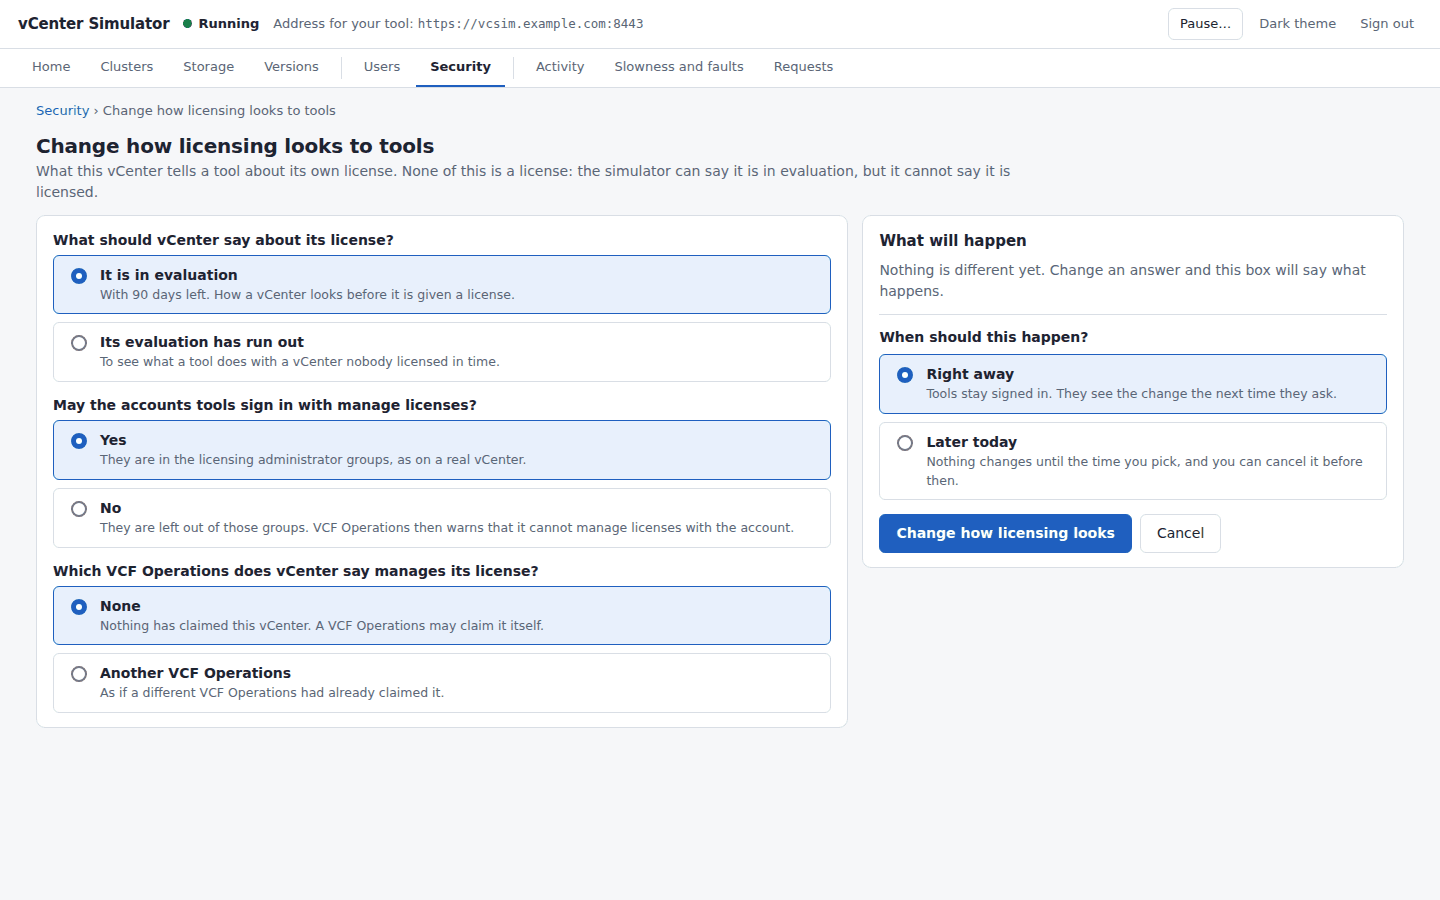 vCenter Simulator Running Address for your tool: https://vcsim.example.com:8443 Pause... Dark theme Sign out
Home Clusters Storage Versions Users Security Activity Slowness and faults Requests
Security › Change how licensing looks to tools
Change how licensing looks to tools
What this vCenter tells a tool about its own license. None of this is a license: the simulator can say it is in evaluation, but it cannot say it is
licensed.
What should vCenter say about its license?
It is in evaluation
With 90 days left. How a vCenter looks before it is given a license.
Its evaluation has run out
To see what a tool does with a vCenter nobody licensed in time.
May the accounts tools sign in with manage licenses?
Yes
They are in the licensing administrator groups, as on a real vCenter.
No
They are left out of those groups. VCF Operations then warns that it cannot manage licenses with the account.
Which VCF Operations does vCenter say manages its license?
None
Nothing has claimed this vCenter. A VCF Operations may claim it itself.
Another VCF Operations
As if a different VCF Operations had already claimed it.
What will happen
Nothing is different yet. Change an answer and this box will say what
happens.
When should this happen?
Right away
Tools stay signed in. They see the change the next time they ask.
Later today
Nothing changes until the time you pick, and you can cancel it before
then.
Change how licensing looks Cancel